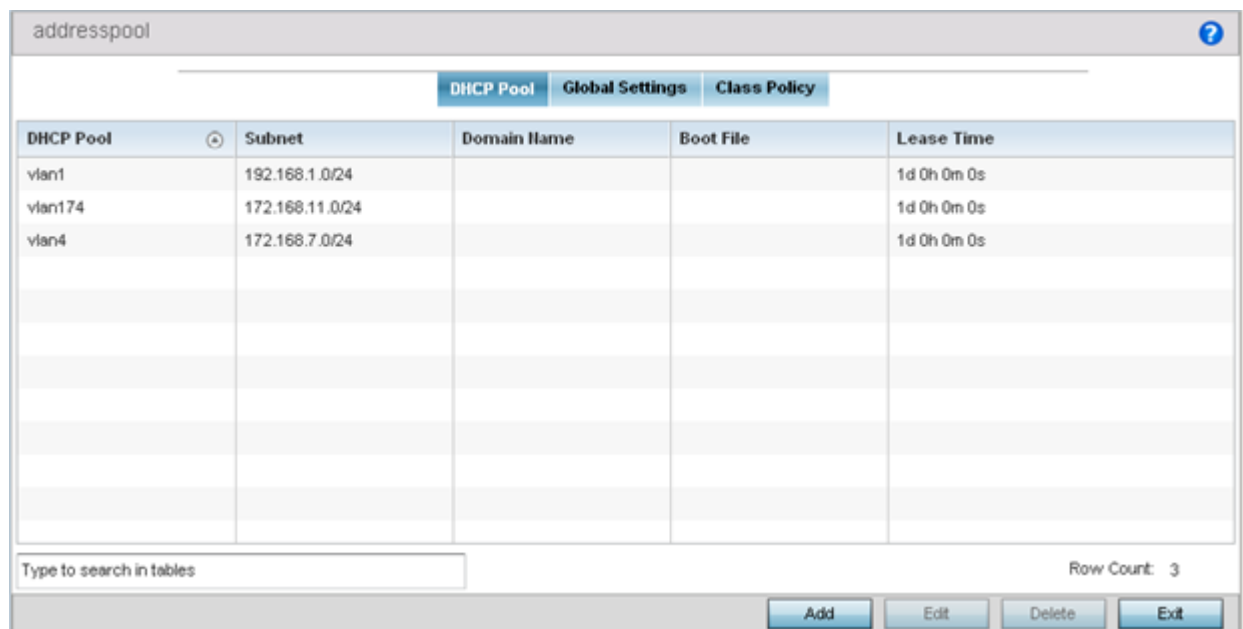 addresspool
DHCP Pool Global Settings Class Policy
DHCP Pool Subnet Domain Name Boot File Lease Time
vlan1 192.168.1.0/24 1d 0h 0m 0s
vlan174 172.168.11.0/24 1d 0h 0m 0s
vlan4 172.168.7.0/24 1d 0h 0m 0s
Type to search in tables Row Count: 3
Add Edit Delete Exit